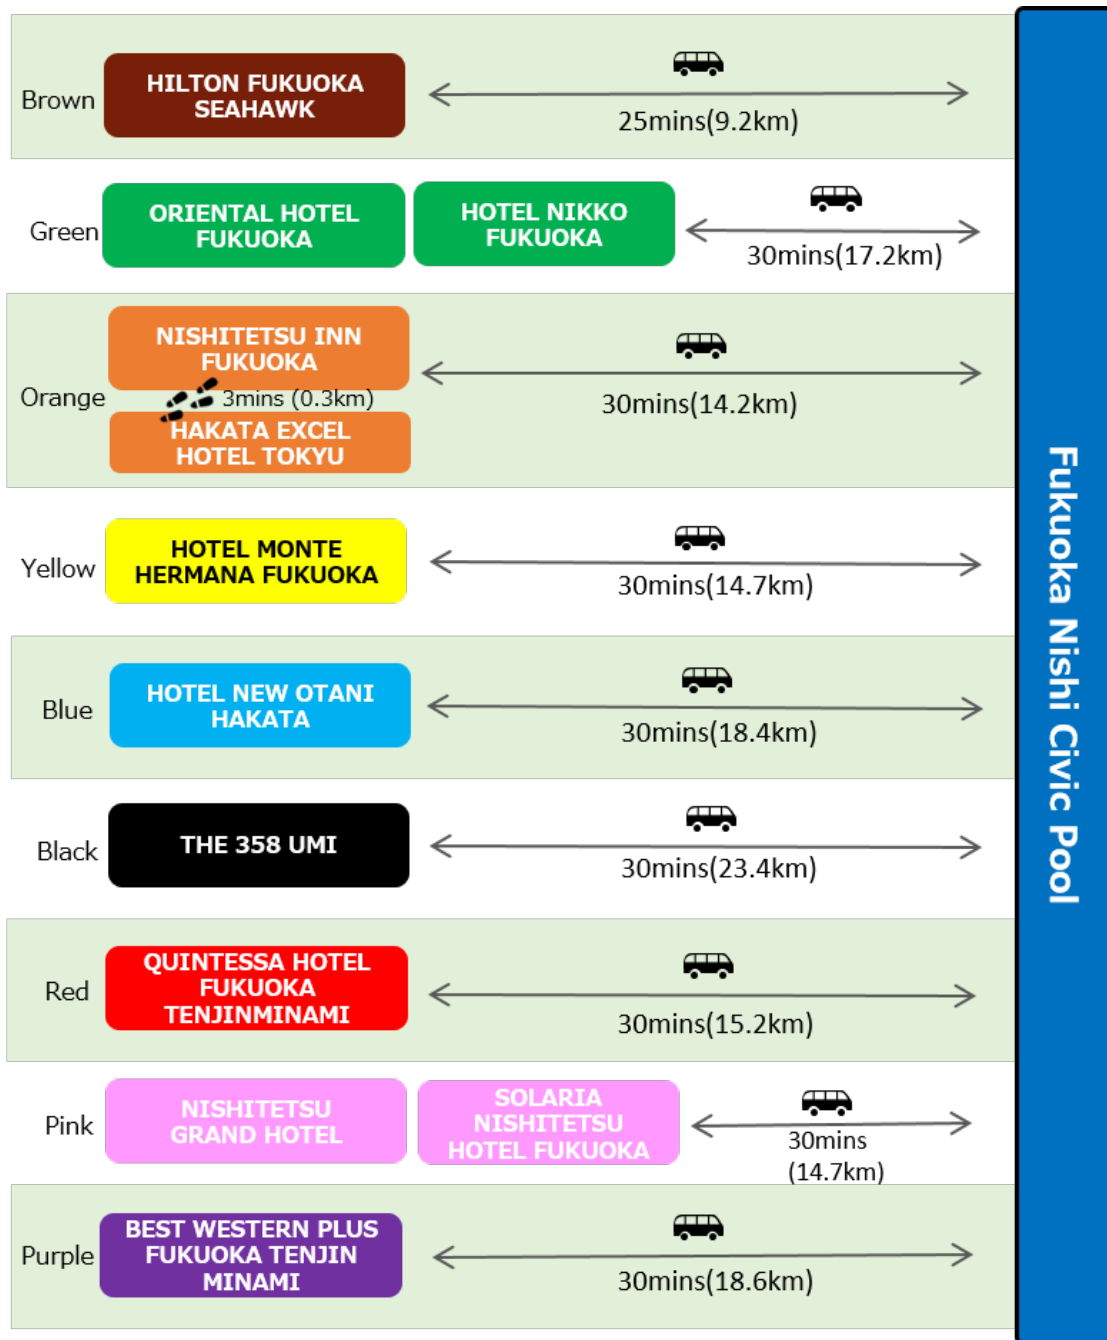 Brown
HILTON FUKUOKA
SEAHAWK
25mins(9.2km)
Green
ORIENTAL HOTEL
FUKUOKA
HOTEL NIKKO
FUKUOKA
30mins(17.2km)
Orange
NISHITETSU INN
FUKUOKA
3mins (0.3km)
HAKATA EXCEL
HOTEL TOKYU
30mins(14.2km)
Yellow
HOTEL MONTE
HERMANA FUKUOKA
30mins(14.7km)
Blue
HOTEL NEW OTANI
HAKATA
30mins(18.4km)
Black
THE 358 UMI
30mins(23.4km)
Red
QUINTESSA HOTEL
FUKUOKA
TENJINMINAMI
30mins(15.2km)
Pink
NISHITETSU
GRAND HOTEL
SOLARIA
NISHITETSU
HOTEL FUKUOKA
30mins
(14.7km)
Purple
BEST WESTERN PLUS
FUKUOKA TENJIN
MINAMI
30mins(18.6km)
Fukuoka Nishi Civic Pool